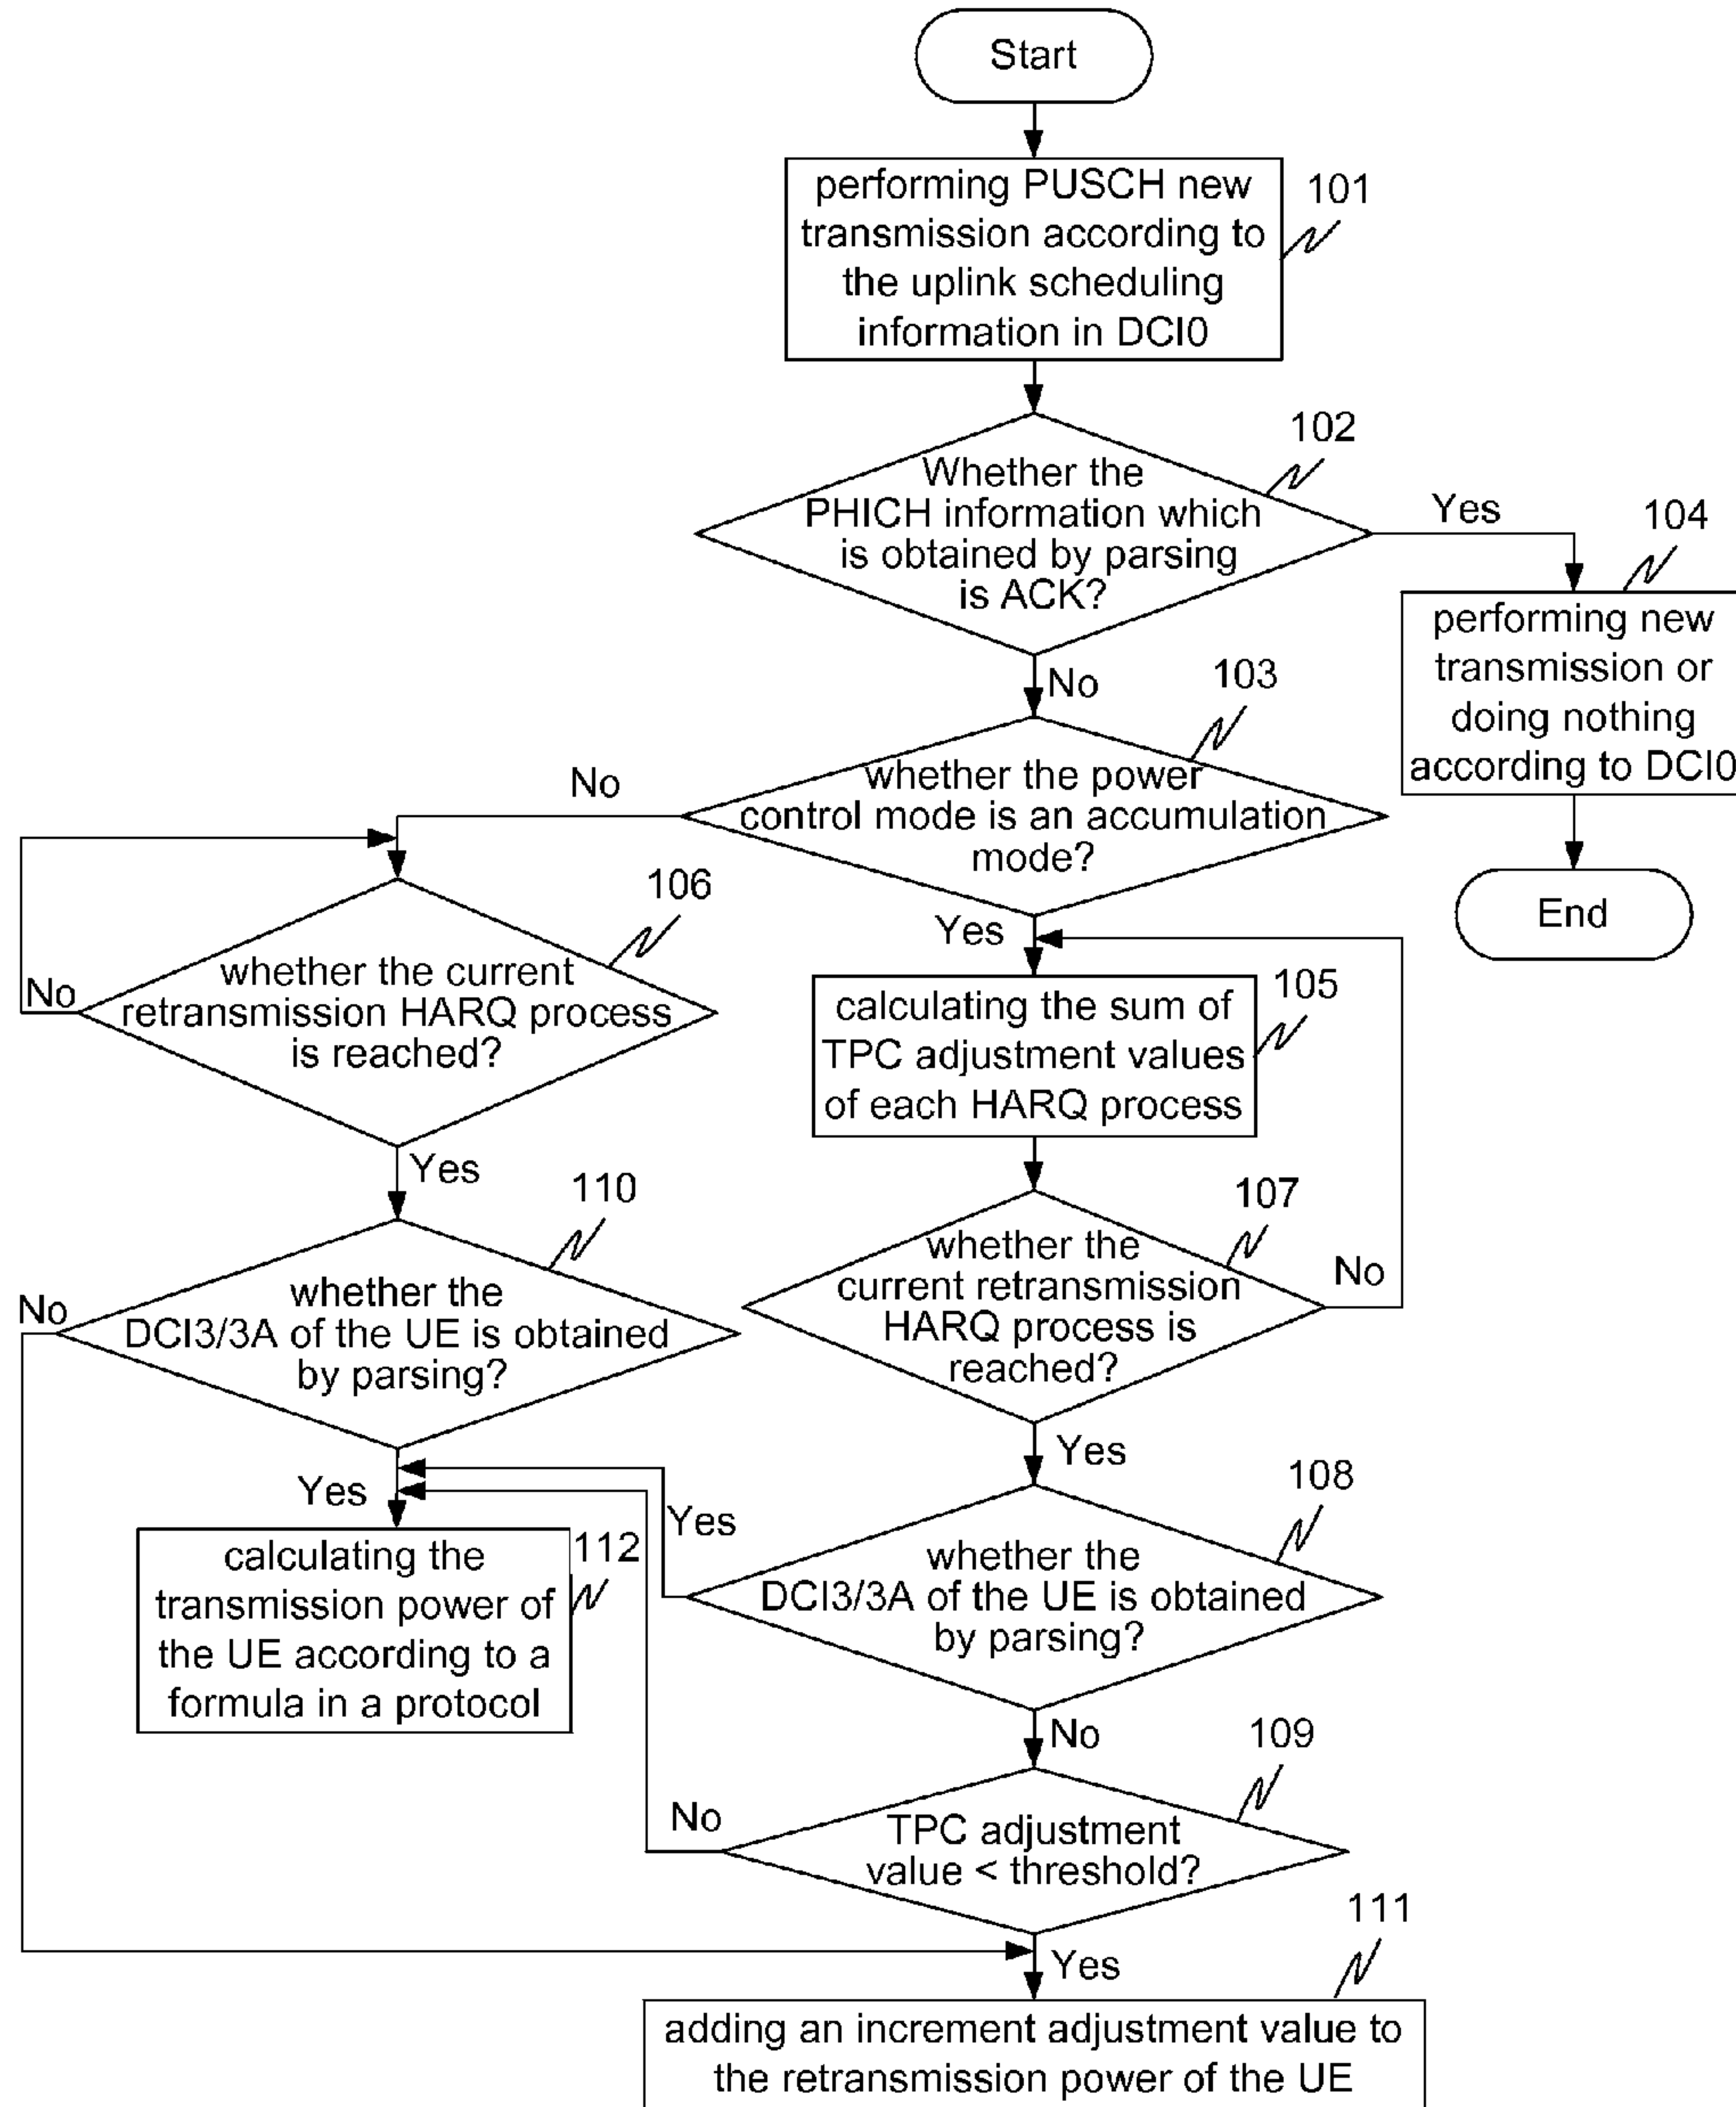 Start
performing PUSCH new
transmission according to
the uplink scheduling
information in DCI0
101
102
Whether the
PHICH information which
is obtained by parsing
is ACK?
Yes
104
performing new
transmission or
doing nothing
according to DCI0
End
No
103
whether the power
control mode is an accumulation
mode?
No
106
whether the current
retransmission HARQ process
is reached?
No
Yes
Yes
calculating the sum of
TPC adjustment values
of each HARQ process
105
107
whether the
current retransmission
HARQ process is
reached?
No
110
whether the
DCI3/3A of the UE is obtained
by parsing?
No
Yes
Yes
108
whether the
DCI3/3A of the UE is obtained
by parsing?
Yes
112
calculating the
transmission power of
the UE according to a
formula in a protocol
No
109
TPC adjustment
value < threshold?
No
Yes
111
adding an increment adjustment value to
the retransmission power of the UE